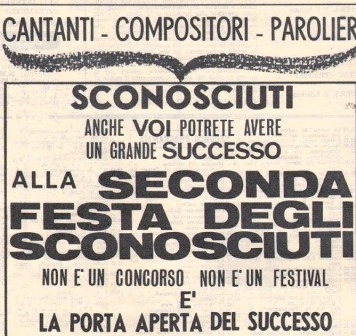 CANTANTI - COMPOSITORI - PAROLIER
SCONOSCIUTI
ANCHE VOI POTRETE AVERE
UN GRANDE SUCCESSO
ALLA SECONDA
FESTA DEGLI
SCONOSCIUTI
NON E' UN CONCORSO NON E' UN FESTIVAL
E'
LA PORTA APERTA DEL SUCCESSO